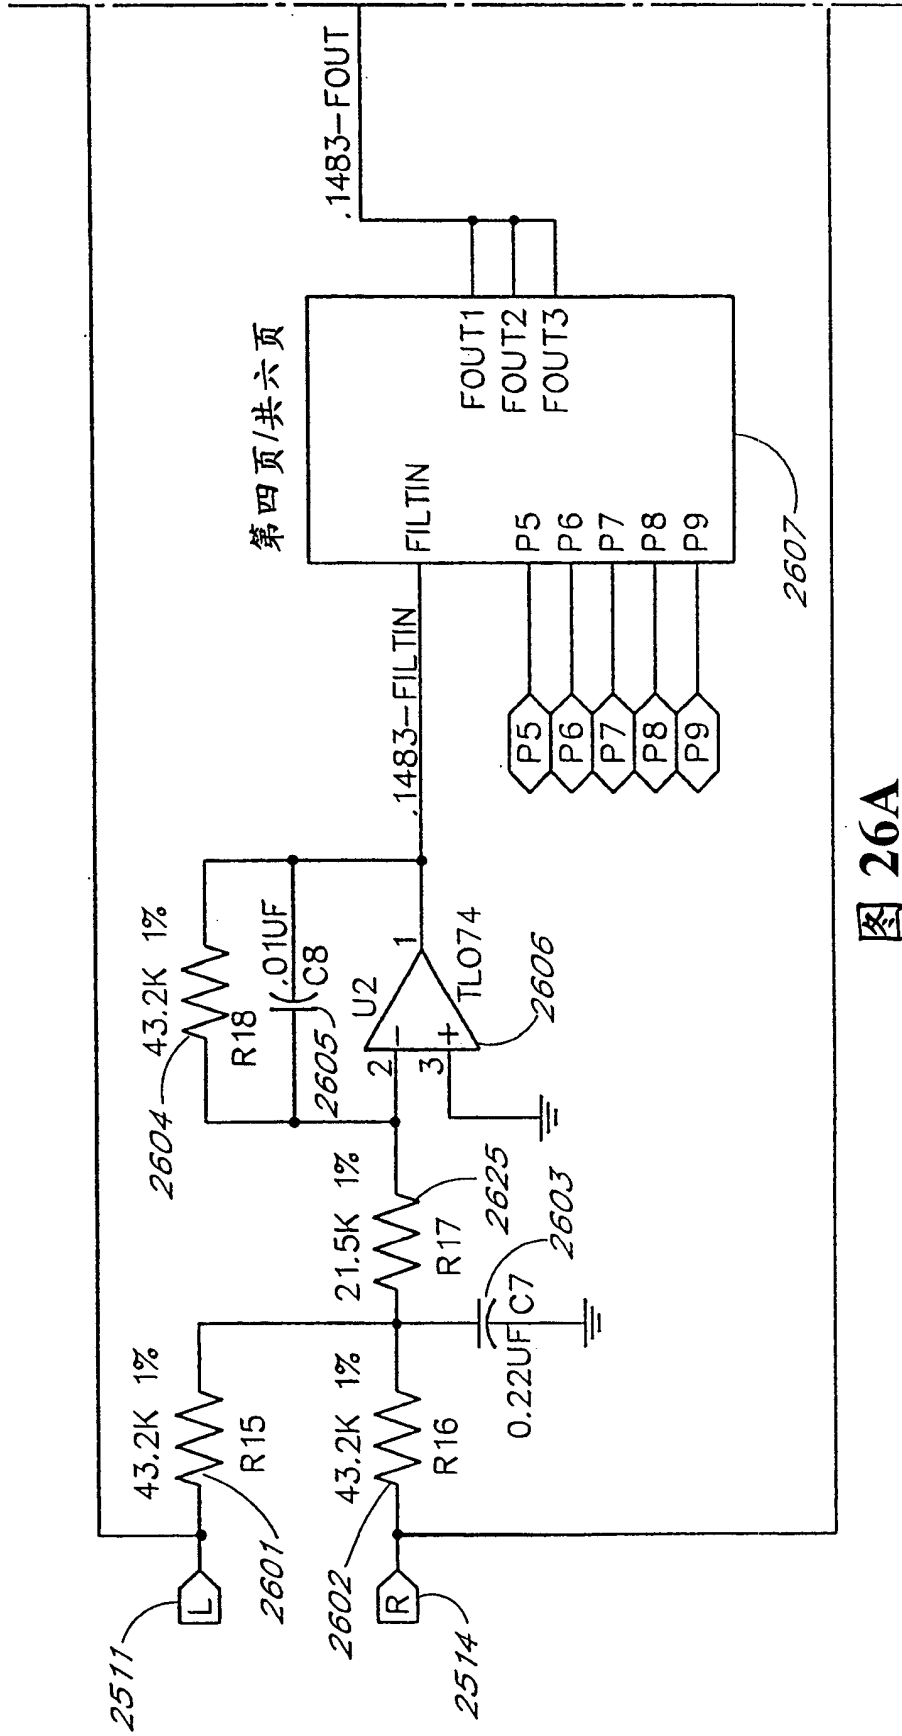 2511
L
43.2K 1%
R15
2601
2602
43.2K 1%
R16
R
2514
21.5K 1%
R17
2625
0.22UF
C7
2603
2604
43.2K 1%
R18
.01UF
C8
2605
U2
2
3
1
TL074
2606
.1483-FILTIN
第四页/共六页
FILTIN
P5
P6
P7
P8
P9
P5
P6
P7
P8
P9
FOUT1
FOUT2
FOUT3
2607
.1483-FOUT
图 26A